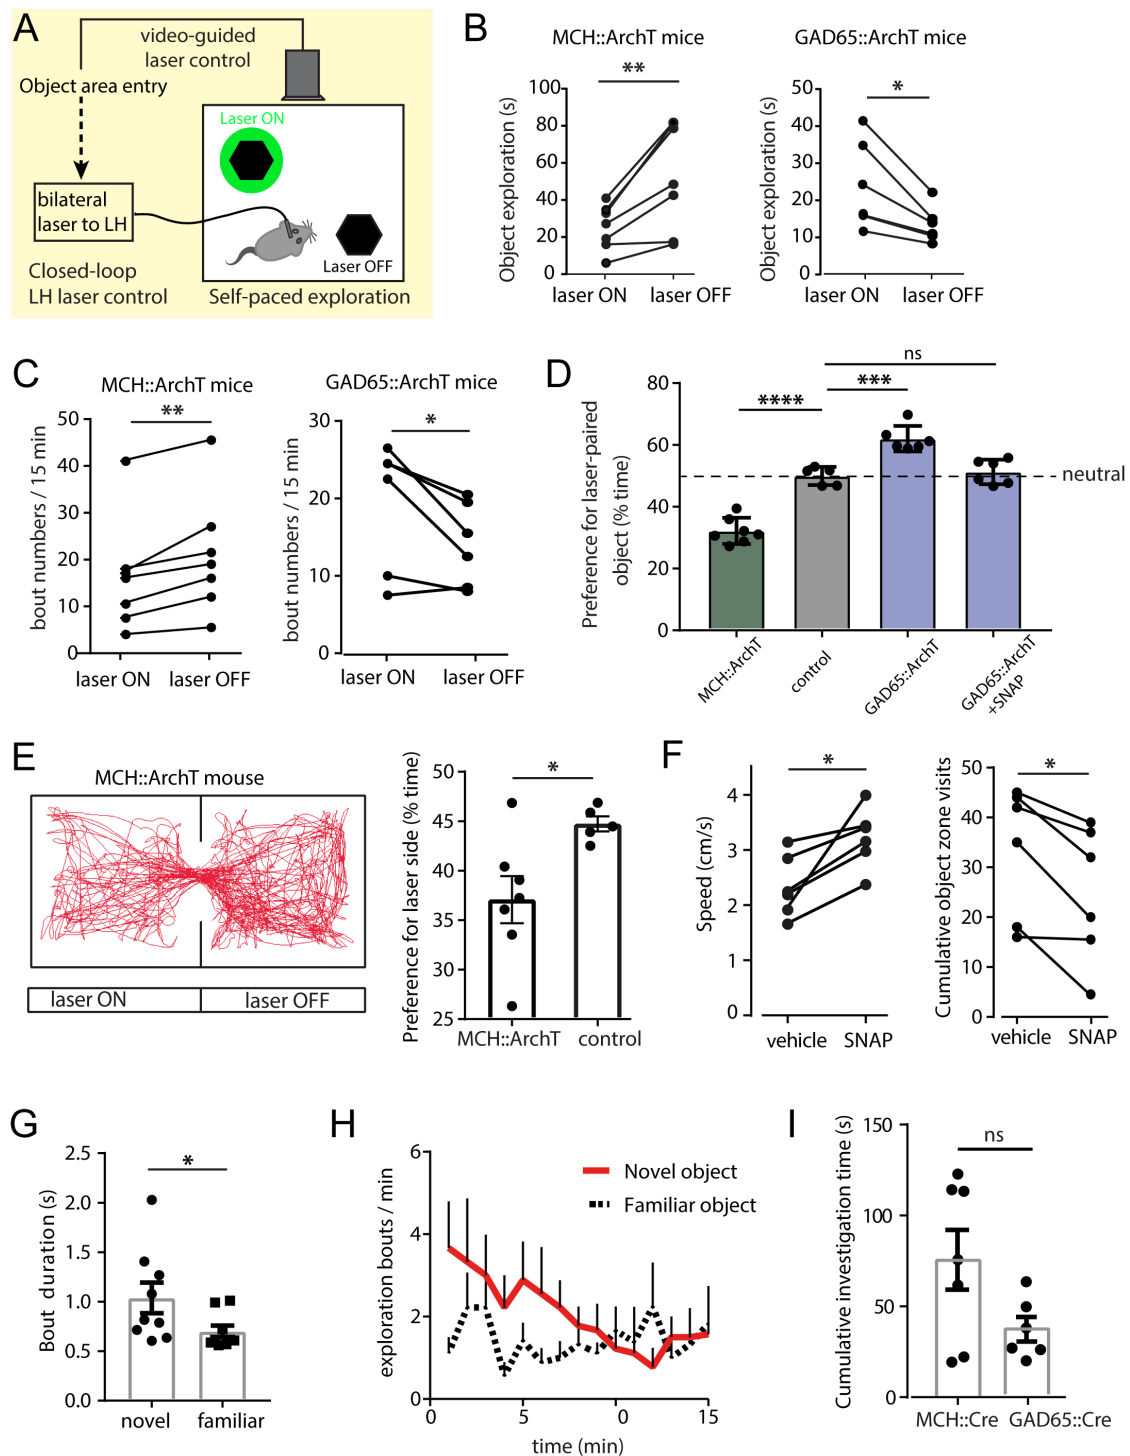 A
video-guided
laser control
Object area entry
Laser ON
bilateral
laser to LH
Laser OFF
Closed-loop
LH laser control
Self-paced exploration
B
MCH::ArchT mice
**
Object exploration (s)
100
80
60
40
20
0
laser ON
laser OFF
GAD65::ArchT mice
*
Object exploration (s)
50
40
30
20
10
0
laser ON
laser OFF
C
MCH::ArchT mice
**
bout numbers / 15 min
50
40
30
20
10
0
laser ON
laser OFF
GAD65::ArchT mice
*
bout numbers / 15 min
30
20
10
0
laser ON
laser OFF
D
ns
***
****
Preference for laser-paired
object (% time)
80
60
40
20
0
neutral
MCH::ArchT
control
GAD65::ArchT
GAD65::ArchT
+SNAP
E
MCH::ArchT mouse
laser ON
laser OFF
*
Preference for laser side (% time)
50
45
40
35
30
25
MCH::ArchT
control
F
*
Speed (cm/s)
4
3
2
1
0
vehicle
SNAP
*
Cumulative object zone visits
50
40
30
20
10
0
vehicle
SNAP
G
*
Bout duration (s)
2.5
2.0
1.5
1.0
0.5
0.0
novel
familiar
H
exploration bouts / min
6
4
2
0
Novel object
Familiar object
0
5
0
15
time (min)
I
ns
Cumulative investigation time (s)
150
100
50
0
MCH::Cre
GAD65::Cre